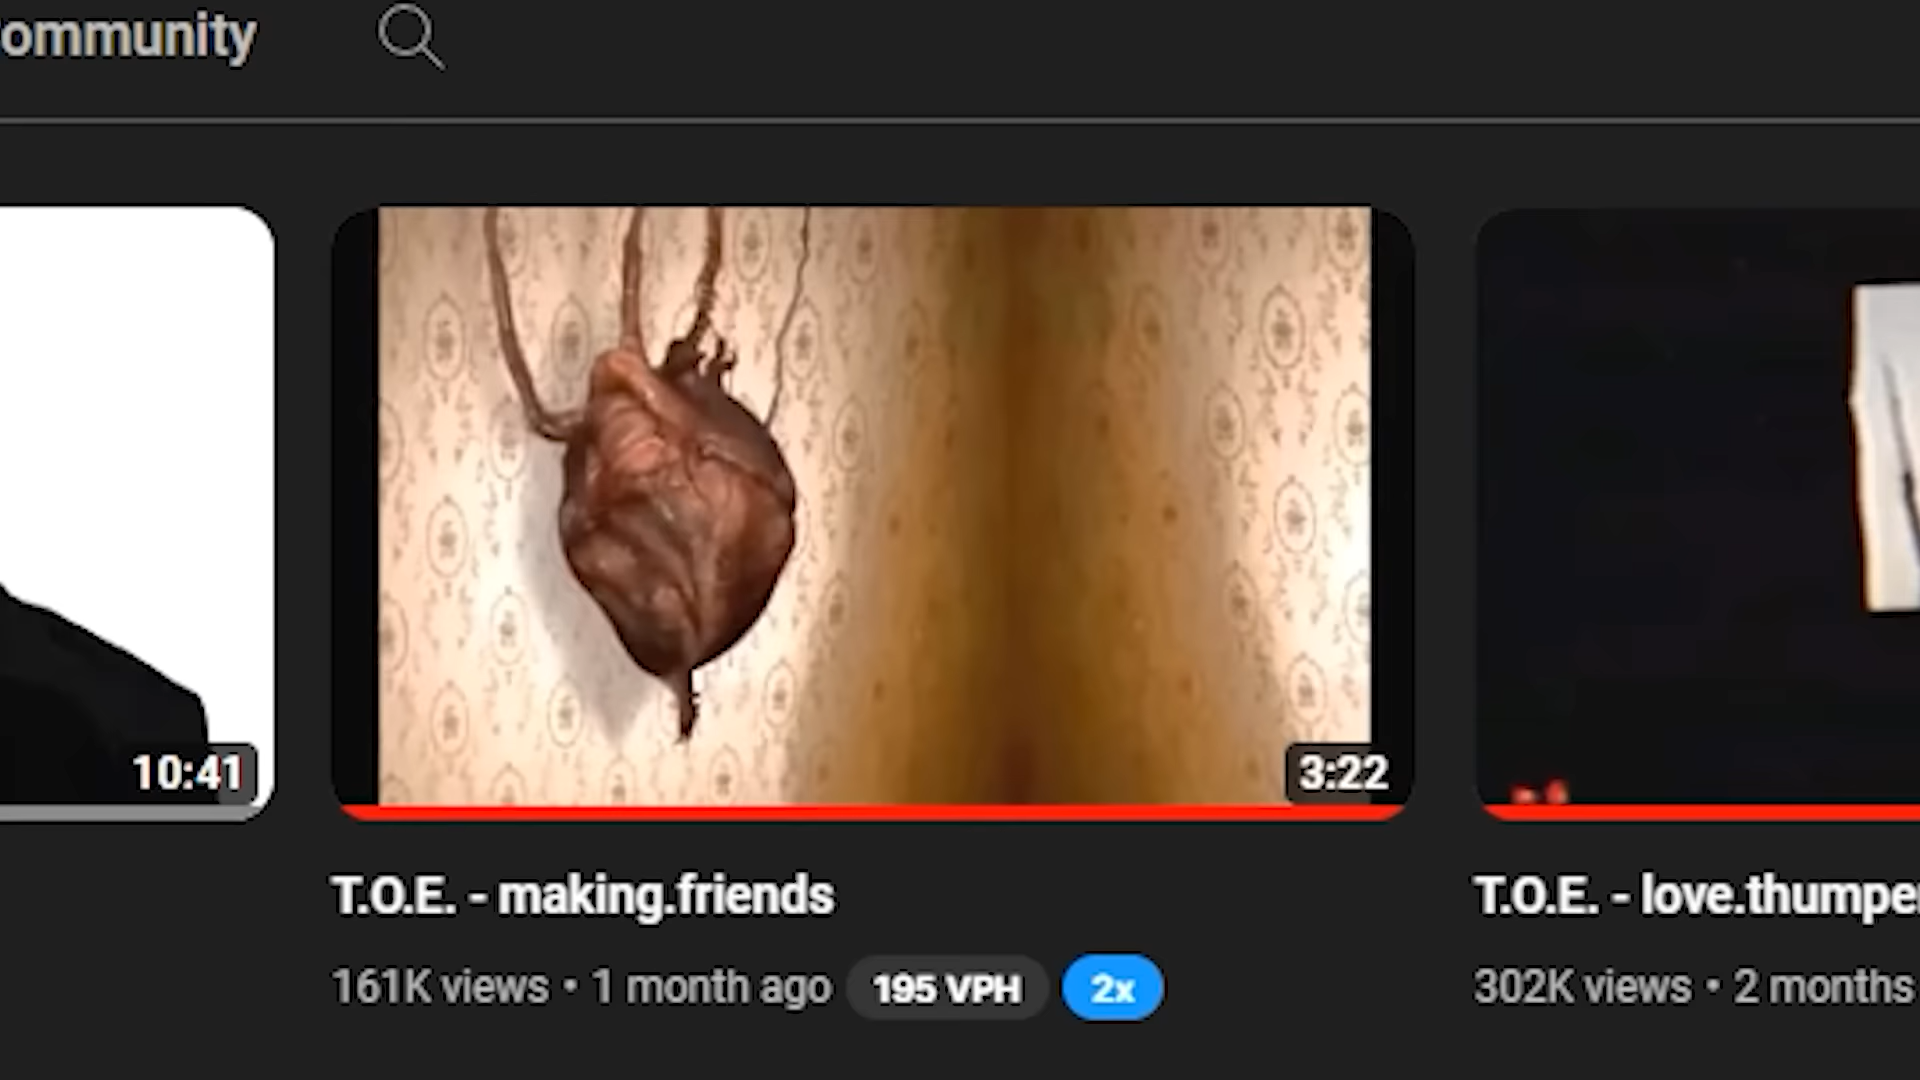 ommunity
10:41
3:22
T.O.E. - making.friends
T.O.E. - love.thumper
161K views • 1 month ago 195 VPH 2x
302K views • 2 months